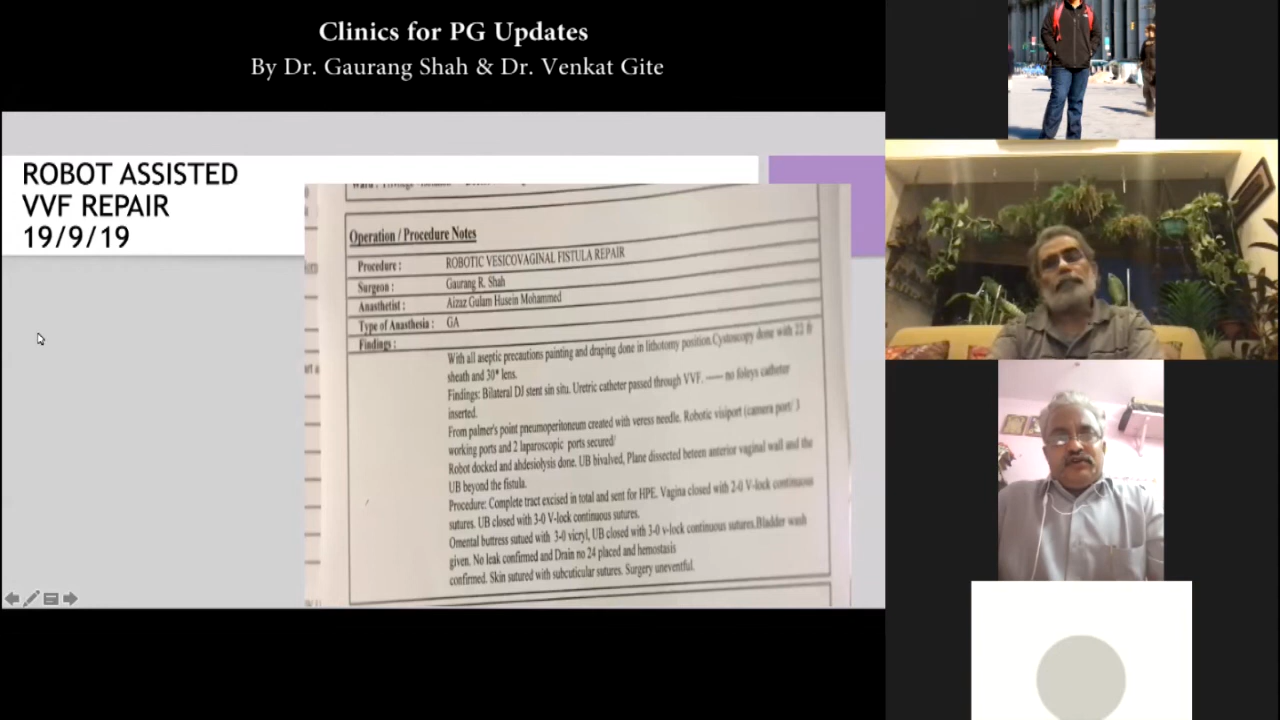 Clinics for PG Updates
By Dr. Gaurang Shah & Dr. Venkat Gite
ROBOT ASSISTED
VVF REPAIR
19/9/19
Operation / Procedure Notes
Procedure : ROBOTIC VESICOVAGINAL FISTULA REPAIR
Surgeon : Gaurang R. Shah
Anasthetist : Aizaz Gulam Husein Mohammed
Type of Anasthesia : GA
Findings :
With all aseptic precautions painting and draping done in lithotomy position.Cystoscopy done with 22 fr
sheath and 30* lens.
Findings: Bilateral DJ stent sin situ. Uretric catheter passed through VVF. —— no foleys catheter
inserted.
From palmer's point pneumoperitoneum created with veress needle. Robotic visiport (camera port/ 3
working ports and 2 laparoscopic ports secured/
Robot docked and abdesiolysis done. UB bivalved, Plane dissected beteen anterior vaginal wall and the
UB beyond the fistula.
Procedure: Complete tract excised in total and sent for HPE. Vagina closed with 2-0 V-lock continuous
sutures. UB closed with 3-0 V-lock continuous sutures.
Omental buttress sutued with 3-0 vicryl, UB closed with 3-0 v-lock continuous sutures.Bladder wash
given. No leak confirmed and Drain no 24 placed and hemostasis
confirmed. Skin sutured with subcuticular sutures. Surgery uneventful.